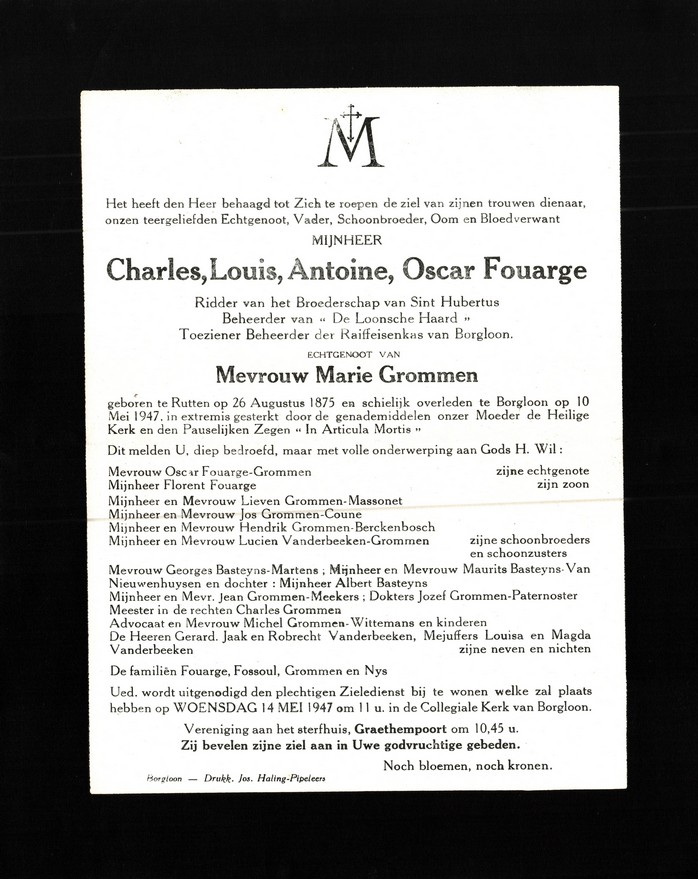 M
Het heeft den Heer behaagd tot Zich te roepen de ziel van zijnen trouwen dienaar,
onzen teergeliefden Echtgenoot, Vader, Schoonbroeder, Oom en Bloedverwant
MIJNHEER
Charles, Louis, Antoine, Oscar Fouarge
Ridder van het Broederschap van Sint Hubertus
Beheerder van “ De Loonsche Haard ”
Toeziener Beheerder der Raiffeisenkas van Borgloon.
ECHTGENOOT VAN
Mevrouw Marie Grommen
geboren te Rutten op 26 Augustus 1875 en schielijk overleden te Borgloon op 10
Mei 1947, in extremis gesterkt door de genademiddelen onzer Moeder de Heilige
Kerk en den Pauselijken Zegen “ In Articula Mortis ”
Dit melden U, diep bedroefd, maar met volle onderwerping aan Gods H. Wil :
Mevrouw Oscar Fouarge-Grommen zijne echtgenote
Mijnheer Florent Fouarge zijn zoon
Mijnheer en Mevrouw Lieven Grommen-Massonet
Mijnheer en Mevrouw Jos Grommen-Coune
Mijnheer en Mevrouw Hendrik Grommen-Berckenbosch
Mijnheer en Mevrouw Lucien Vanderbeeken-Grommen zijne schoonbroeders
en schoonzusters
Mevrouw Georges Basteyns-Martens ; Mijnheer en Mevrouw Maurits Basteyns-Van
Nieuwenhuysen en dochter : Mijnheer Albert Basteyns
Mijnheer en Mevr. Jean Grommen-Meekers ; Dokters Jozef Grommen-Paternoster
Meester in de rechten Charles Grommen
Advocaat en Mevrouw Michel Grommen-Wittemans en kinderen
De Heeren Gerard. Jaak en Robrecht Vanderbeeken, Mejuffers Louisa en Magda
Vanderbeeken zijne neven en nichten
De familiën Fouarge, Fossoul, Grommen en Nys
Ued. wordt uitgenodigd den plechtigen Zieledienst bij te wonen welke zal plaats
hebben op WOENSDAG 14 MEI 1947 om 11 u. in de Collegiale Kerk van Borgloon.
Vereniging aan het sterfhuis, Graethempoort om 10,45 u.
Zij bevelen zijne ziel aan in Uwe godvruchtige gebeden.
Noch bloemen, noch kronen.
Borgloon — Drukk. Jos. Haling-Pipeleers